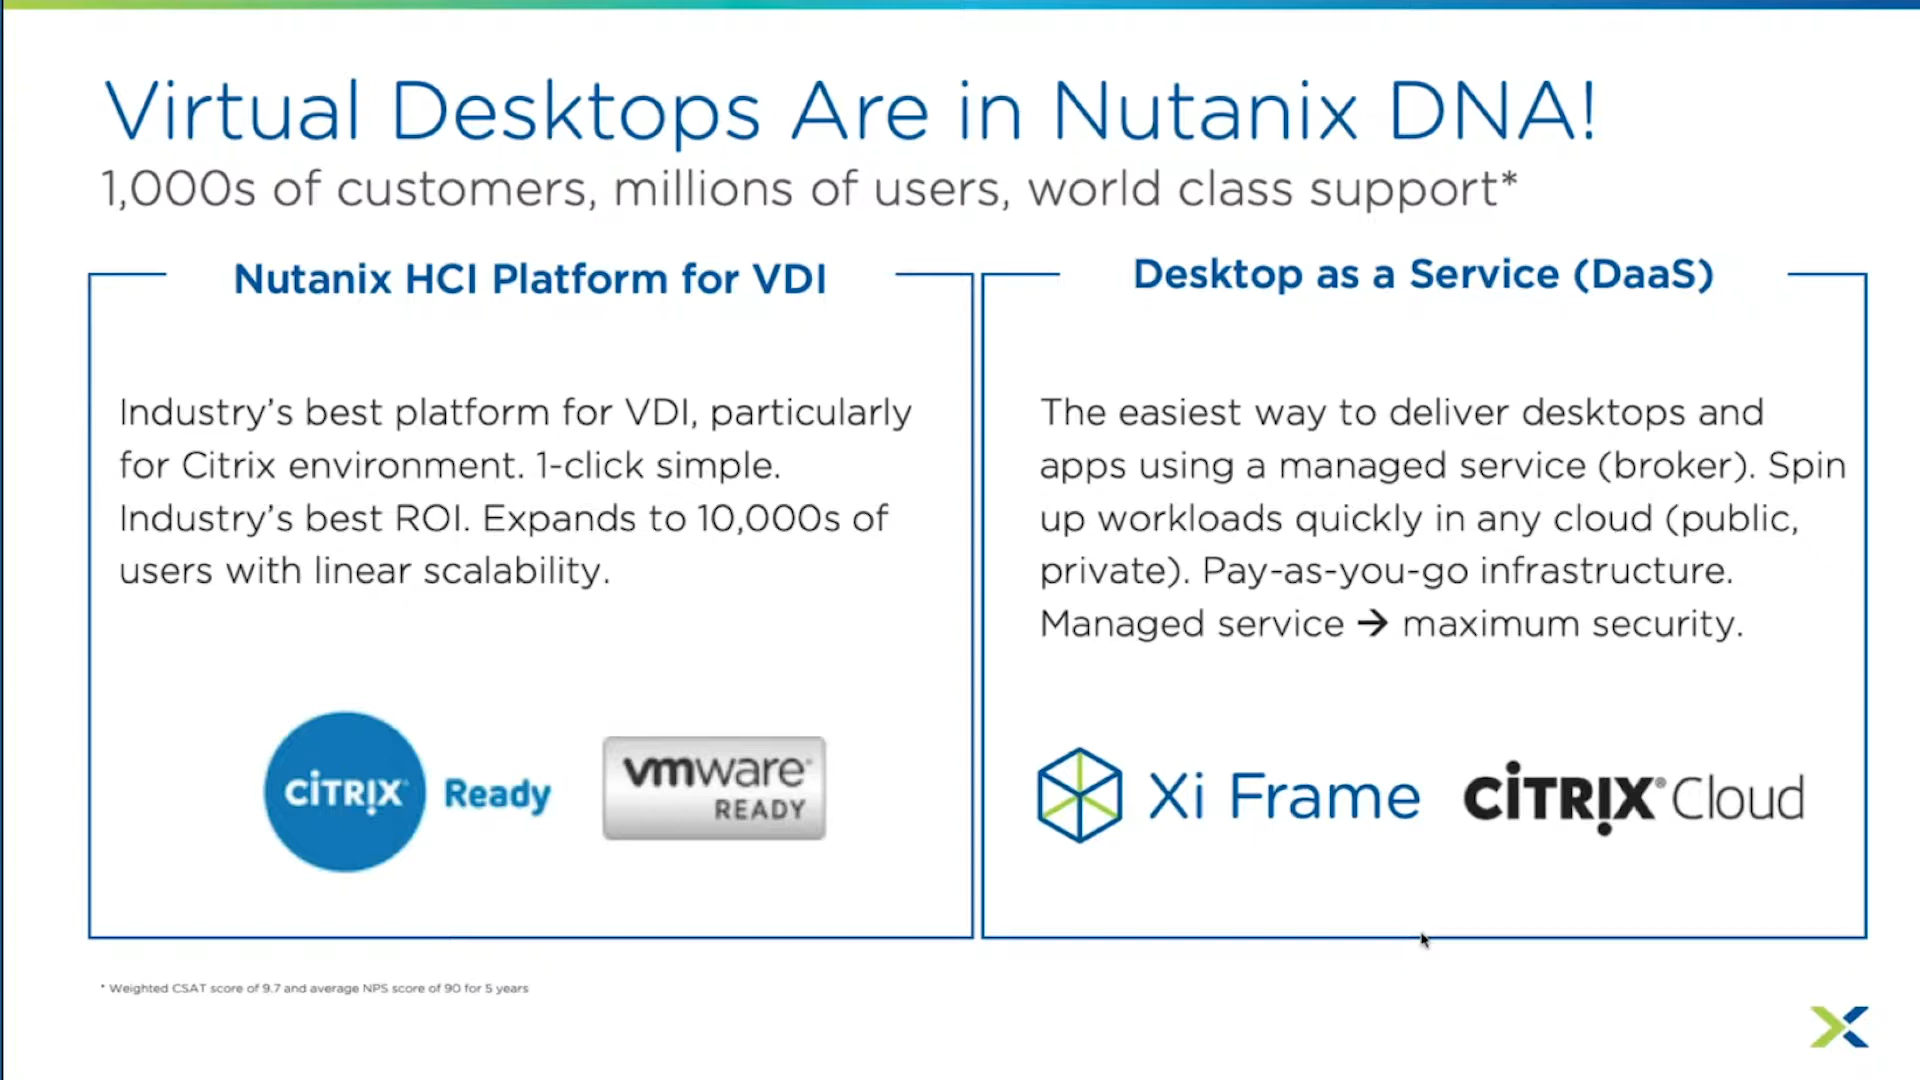 Virtual Desktops Are in Nutanix DNA!
1,000s of customers, millions of users, world class support*
Nutanix HCI Platform for VDI
Industry's best platform for VDI, particularly
for Citrix environment. 1-click simple.
Industry's best ROI. Expands to 10,000s of
users with linear scalability.
CiTRIX® Ready
vmware®
READY
Desktop as a Service (DaaS)
The easiest way to deliver desktops and
apps using a managed service (broker). Spin
up workloads quickly in any cloud (public,
private). Pay-as-you-go infrastructure.
Managed service → maximum security.
Xi Frame
CiTRIX® Cloud
* Weighted CSAT score of 9.7 and average NPS score of 90 for 5 years